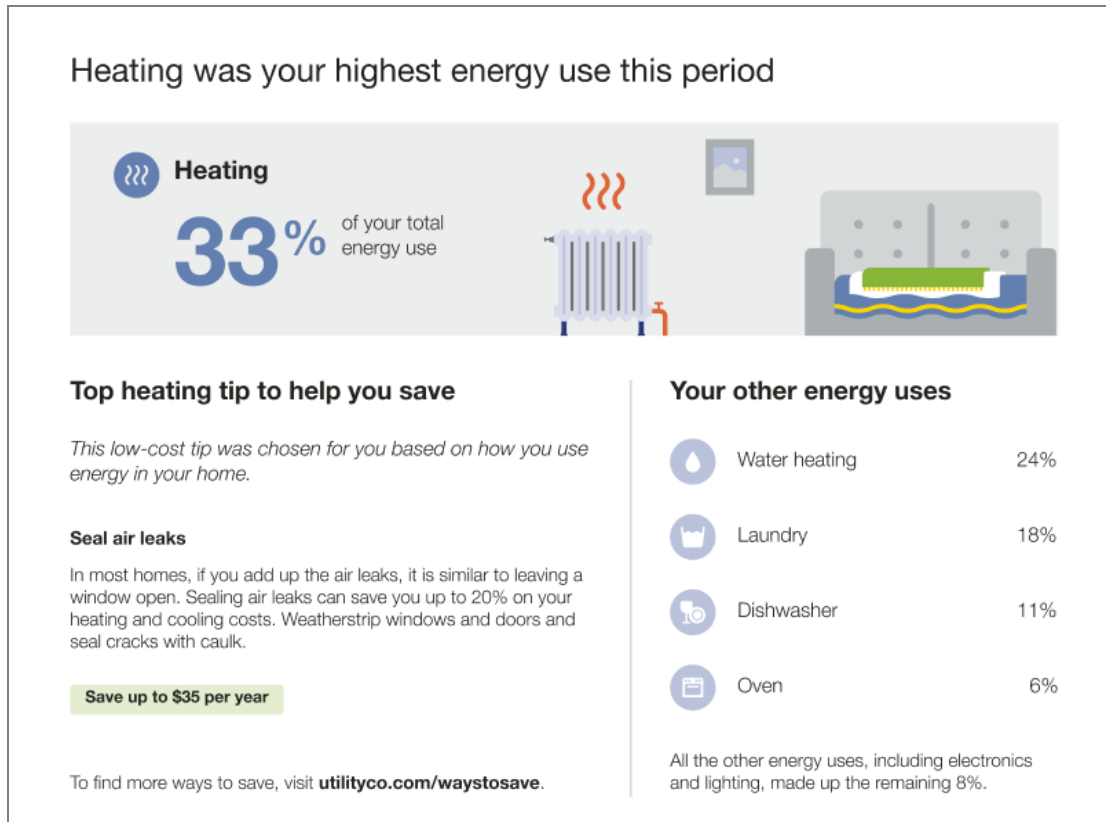 Heating was your highest energy use this period
Heating
33%
of your total
energy use
Top heating tip to help you save
This low-cost tip was chosen for you based on how you use
energy in your home.
Seal air leaks
In most homes, if you add up the air leaks, it is similar to leaving a
window open. Sealing air leaks can save you up to 20% on your
heating and cooling costs. Weatherstrip windows and doors and
seal cracks with caulk.
Save up to $35 per year
To find more ways to save, visit utilityco.com/waystosave.
Your other energy uses
Water heating 24%
Laundry 18%
Dishwasher 11%
Oven 6%
All the other energy uses, including electronics
and lighting, made up the remaining 8%.